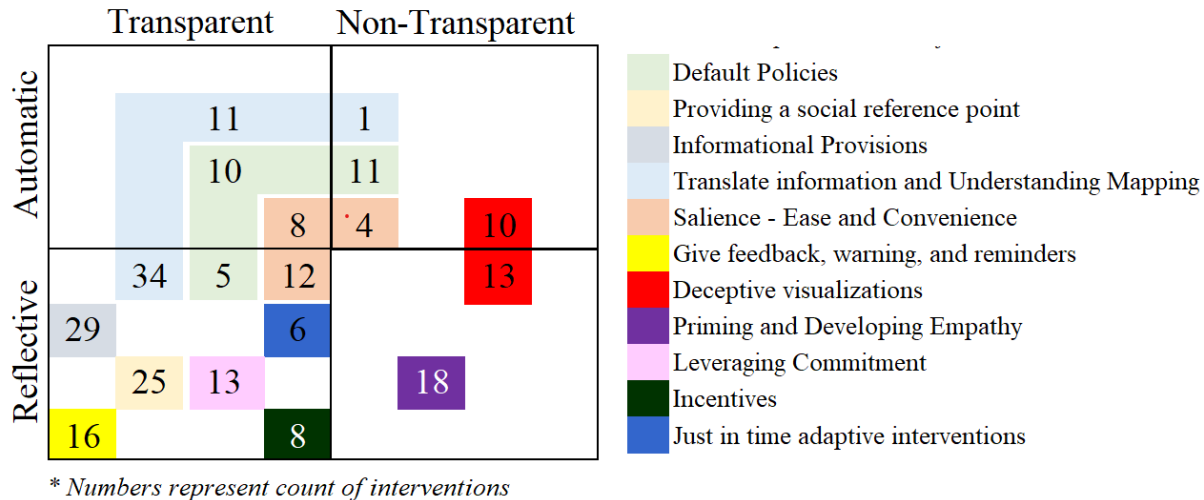 Transparent Non-Transparent
Automatic
11 1
10 11
8 4 10
Reflective
34 5 12 13
29 6
25 13 18
16 8
Default Policies
Providing a social reference point
Informational Provisions
Translate information and Understanding Mapping
Salience - Ease and Convenience
Give feedback, warning, and reminders
Deceptive visualizations
Priming and Developing Empathy
Leveraging Commitment
Incentives
Just in time adaptive interventions
* Numbers represent count of interventions